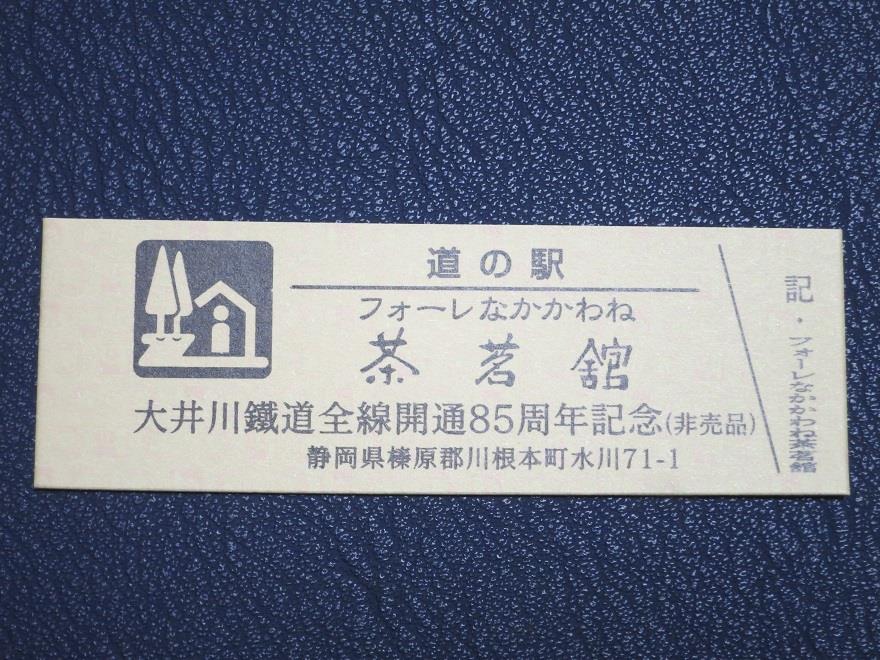 道の駅
フォーレなかかわね
茶茗舘
大井川鐵道全線開通85周年記念(非売品)
静岡県榛原郡川根本町水川71-1
記・フォーレなかかわね茶茗舘